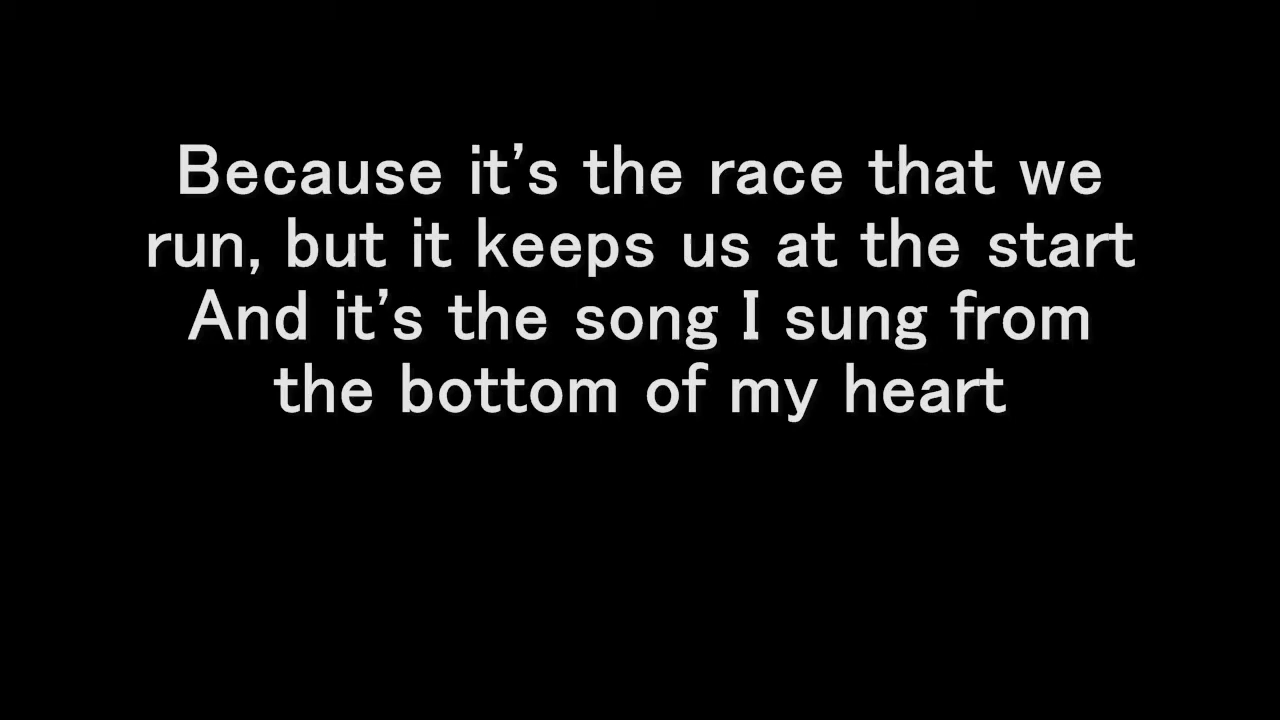 Because it's the race that we
run, but it keeps us at the start
And it's the song I sung from
the bottom of my heart